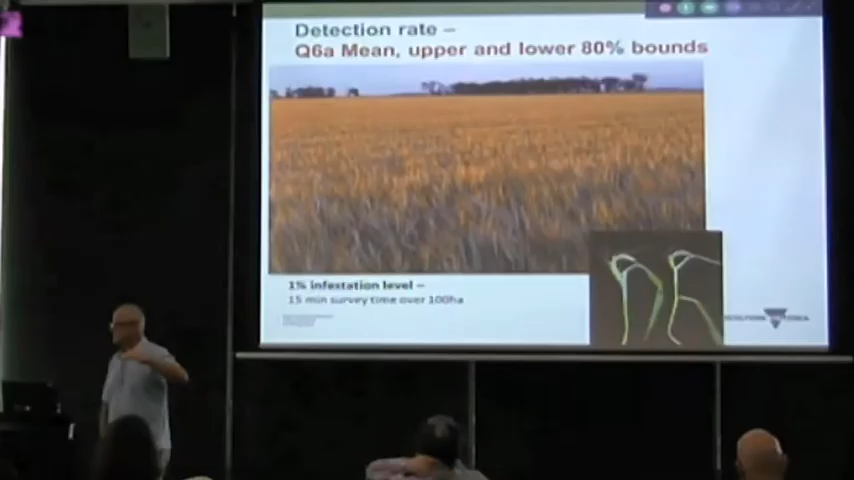 Detection rate –
Q6a Mean, upper and lower 80% bounds
1% infestation level –
15 min survey time over 100ha